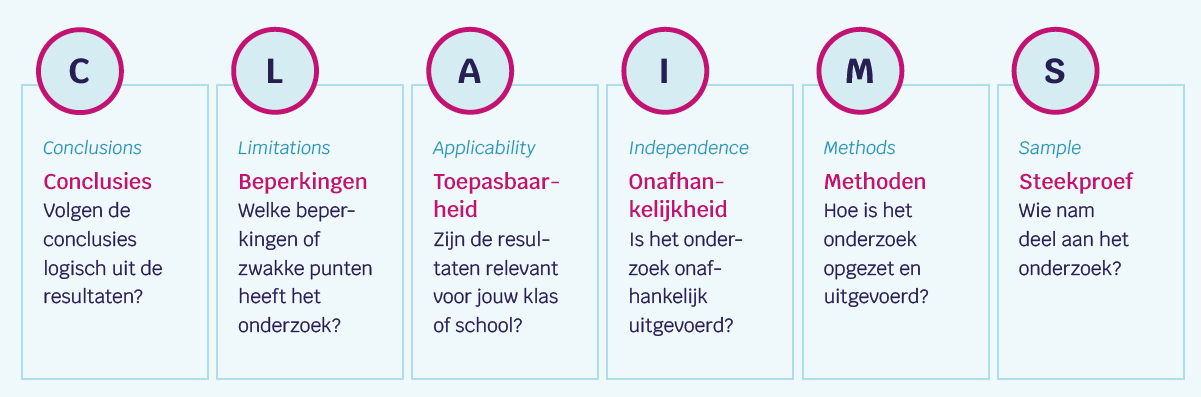 C
Conclusions
Conclusies
Volgen de
conclusies
logisch uit de
resultaten?
L
Limitations
Beperkingen
Welke beper-
kingen of
zwakke punten
heeft het
onderzoek?
A
Applicability
Toepasbaar-
heid
Zijn de resul-
taten relevant
voor jouw klas
of school?
I
Independence
Onafhan-
kelijkheid
Is het onder-
zoek onaf-
hankelijk
uitgevoerd?
M
Methods
Methoden
Hoe is het
onderzoek
opgezet en
uitgevoerd?
S
Sample
Steekproef
Wie nam
deel aan het
onderzoek?